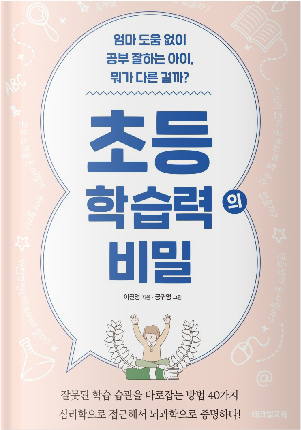 엄마 도움 없이
공부 잘하는 아이,
뭐가 다른 걸까?
초등
학습력의
비밀
잘못된 학습 습관을 바로잡는 방법 40가지
심리학으로 접근해서 뇌과학으로 증명하다!